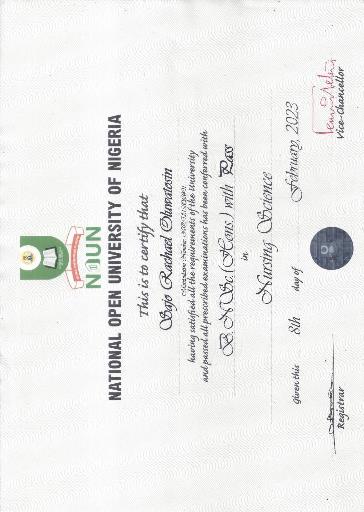 NOUN
NATIONAL OPEN UNIVERSITY OF NIGERIA
This is to certify that
Sajo Rachael Oluwatosin
having satisfied all the requirements of the University
and passed all prescribed examinations has been conferred with
B. N Sc. (Hons.) with Pass
in
Nursing Science
given this 8th day of February, 2023
Registrar
Vice-Chancellor